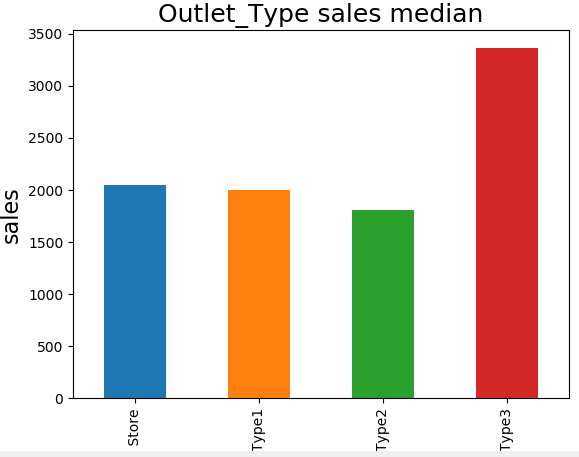 Outlet_Type sales median
sales
3500
3000
2500
2000
1500
1000
500
0
Store
Type1
Type2
Type3